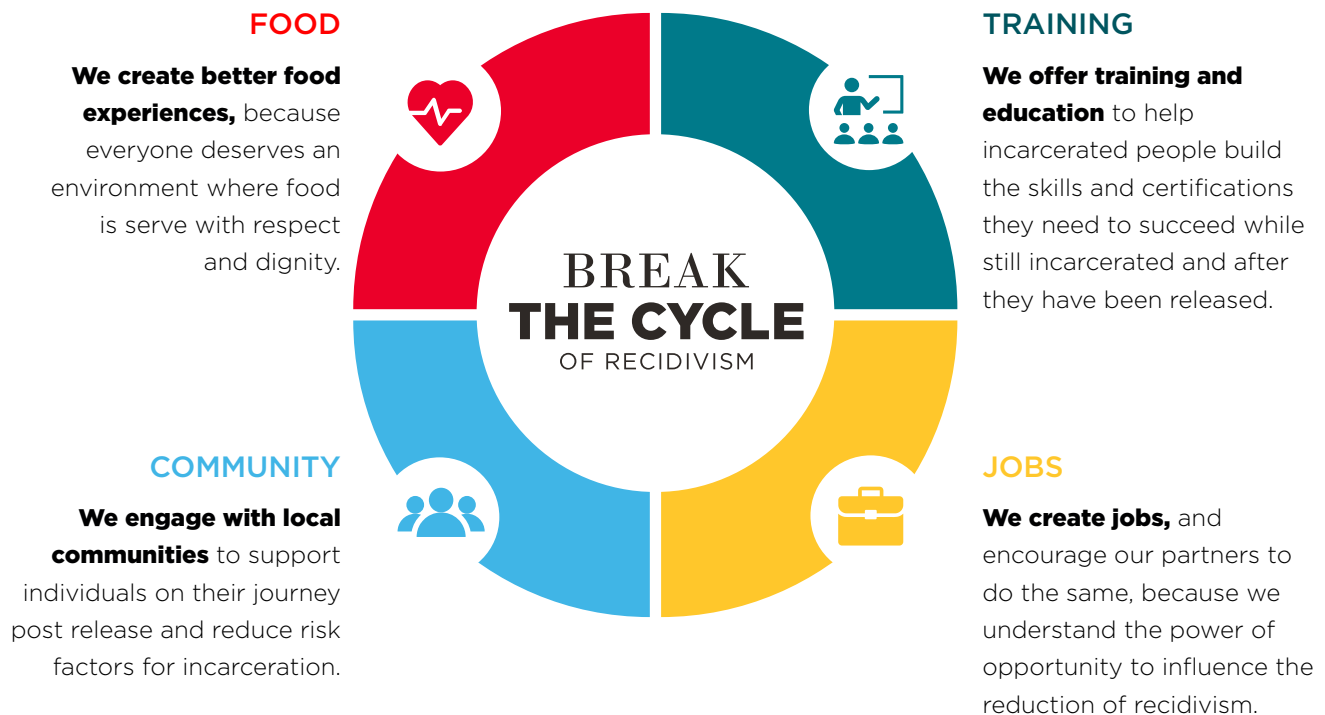 FOOD
We create better food
experiences, because
everyone deserves an
environment where food
is serve with respect
and dignity.
TRAINING
We offer training and
education to help
incarcerated people build
the skills and certifications
they need to succeed while
still incarcerated and after
they have been released.
BREAK
THE CYCLE
OF RECIDIVISM
COMMUNITY
We engage with local
communities to support
individuals on their journey
post release and reduce risk
factors for incarceration.
JOBS
We create jobs, and
encourage our partners to
do the same, because we
understand the power of
opportunity to influence the
reduction of recidivism.